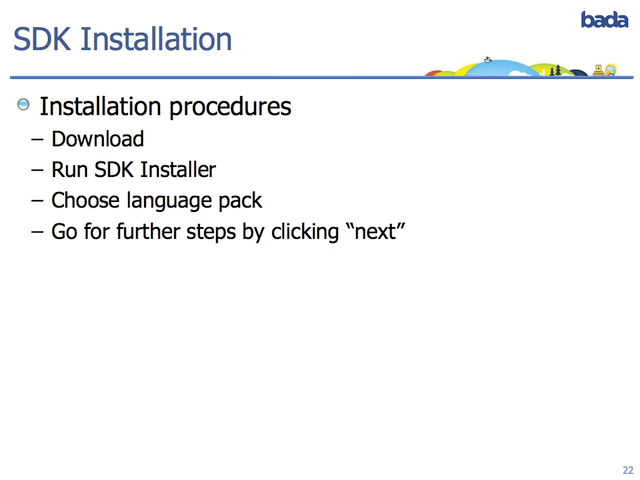 bada
SDK Installation
Installation procedures
– Download
– Run SDK Installer
– Choose language pack
– Go for further steps by clicking “next”
22